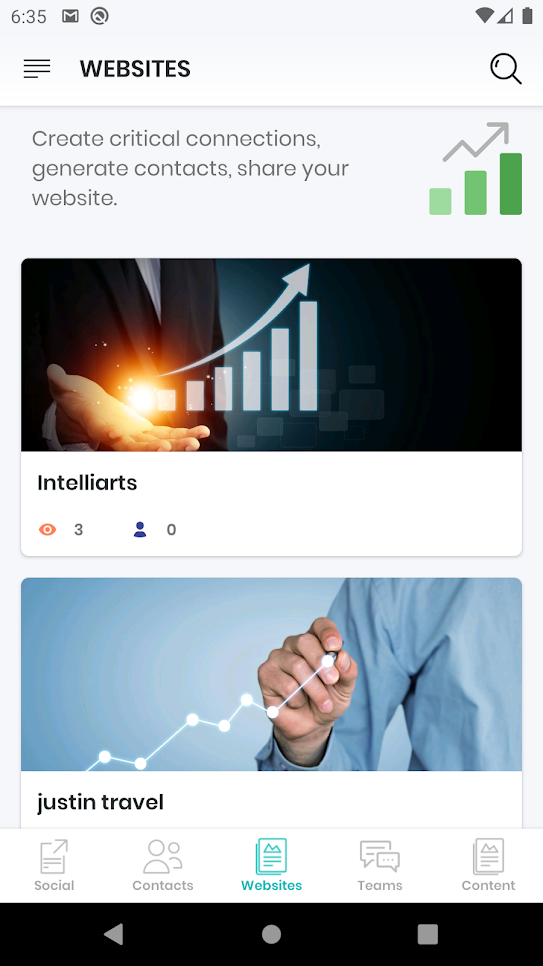 6:35
WEBSITES
Create critical connections,
generate contacts, share your
website.
Intelliarts
3 0
justin travel
Social Contacts Websites Teams Content